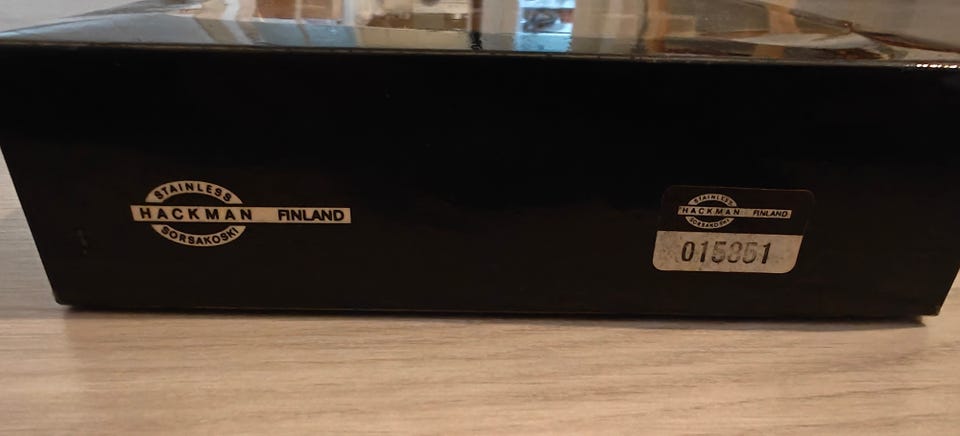 STAINLESS
HACKMAN FINLAND
SORSAKOSKI
STAINLESS
HACKMAN FINLAND
SORSAKOSKI
015851